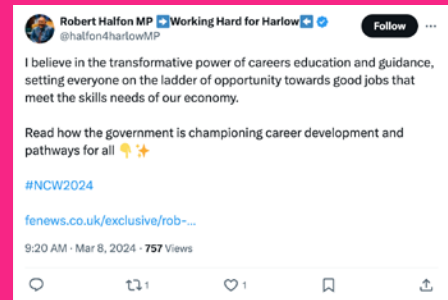 Robert Halfon MP ➡️Working Hard for Harlow⬅️
@halfon4harlowMP
Follow
I believe in the transformative power of careers education and guidance,
setting everyone on the ladder of opportunity towards good jobs that
meet the skills needs of our economy.
Read how the government is championing career development and
pathways for all 👇✨
#NCW2024
fenews.co.uk/exclusive/rob-...
9:20 AM · Mar 8, 2024 · 757 Views
1 1